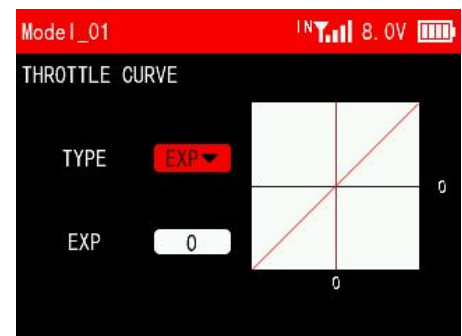 Model_01 IN 8.0V
THROTTLE CURVE
TYPE EXP
0
EXP 0
0